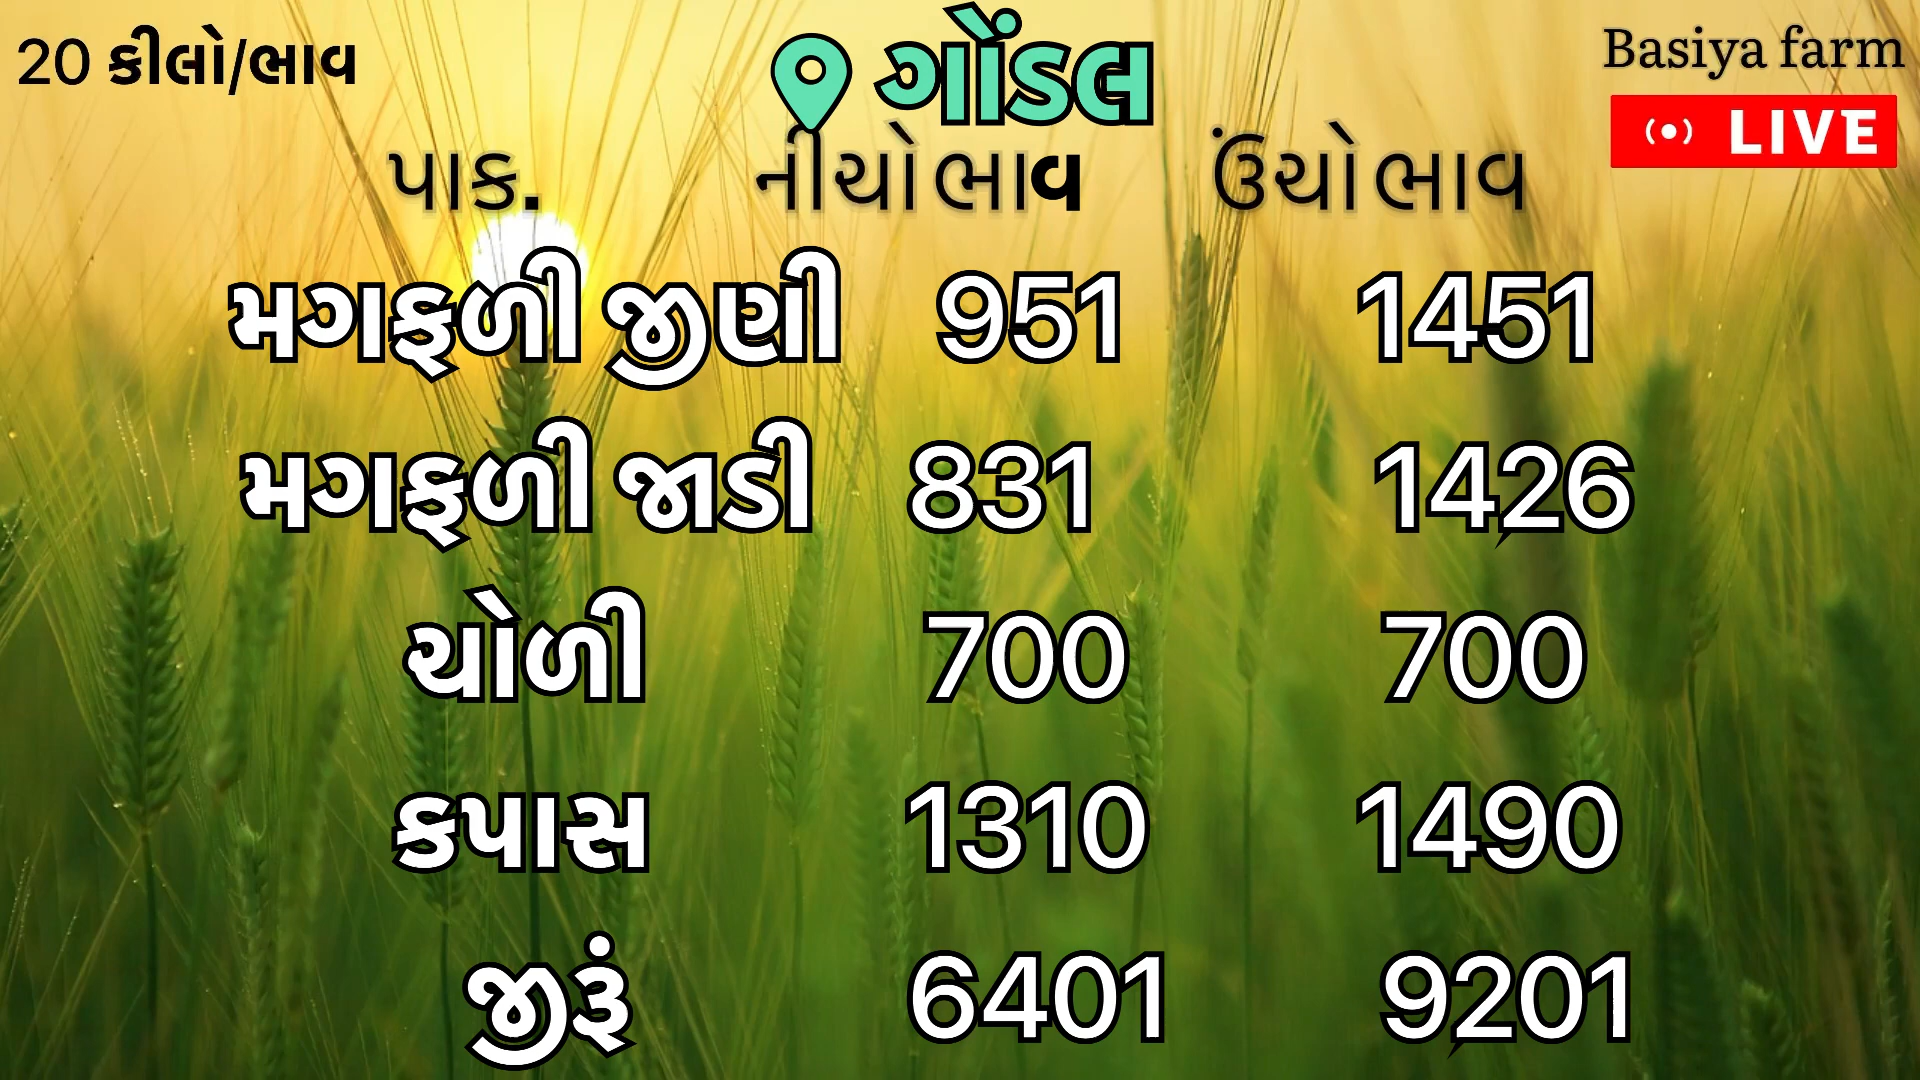 20 કીલો/ભાવ
ગોંડલ
Basiya farm
LIVE
પાક. નીચો ભાવ ઉંચો ભાવ
મગફળી જીણી 951 1451
મગફળી જાડી 831 1426
ચોળી 700 700
કપાસ 1310 1490
જીરૂં 6401 9201